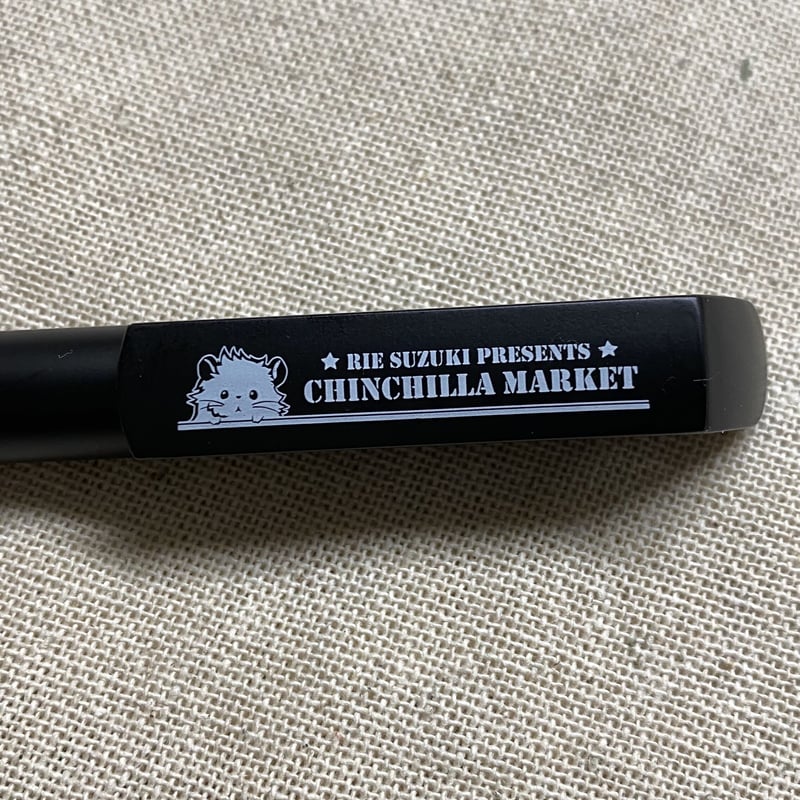 ★ RIE SUZUKI PRESENTS ★
CHINCHILLA MARKET